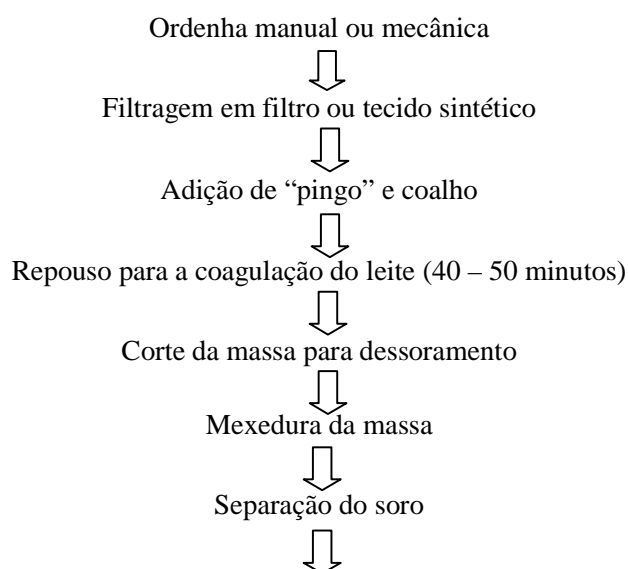 Ordenha manual ou mecânica
Filtragem em filtro ou tecido sintético
Adição de “pingo” e coalho
Repouso para a coagulação do leite (40 – 50 minutos)
Corte da massa para dessoramento
Mexedura da massa
Separação do soro